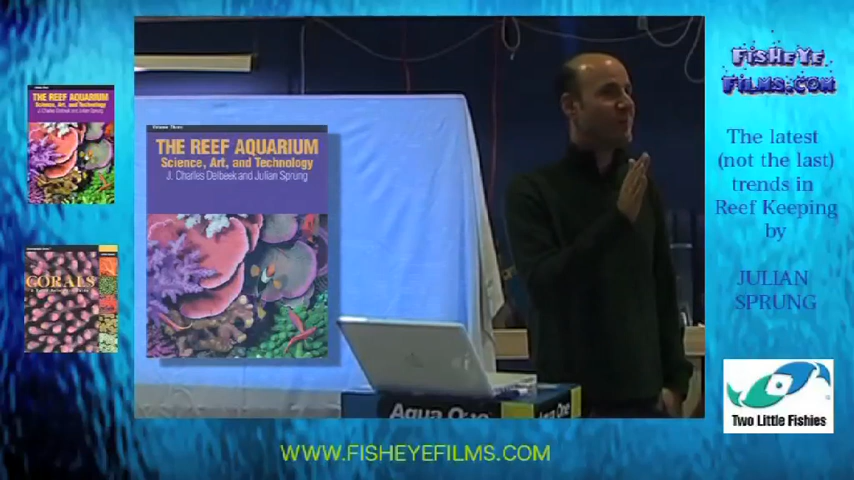 FISHEYE
FILMS.COM
The latest
(not the last)
trends in
Reef Keeping
by
JULIAN
SPRUNG
Two Little Fishies
THE REEF AQUARIUM
Science, Art, and Technology
J. Charles Delbeek and Julian Sprung
CORALS
Volume Three
THE REEF AQUARIUM
Science, Art, and Technology
J. Charles Delbeek and Julian Sprung
Aqua One
Aqua One
WWW.FISHEYEFILMS.COM